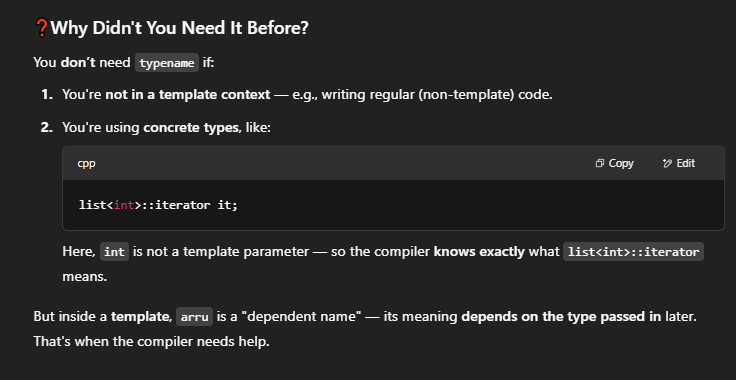 ❓Why Didn't You Need It Before?
You don't need typename if:
1. You're not in a template context — e.g., writing regular (non-template) code.
2. You're using concrete types, like:
cpp
Copy
Edit
list<int>::iterator it;
Here, int is not a template parameter — so the compiler knows exactly what list<int>::iterator
means.
But inside a template, arru is a "dependent name" — its meaning depends on the type passed in later.
That's when the compiler needs help.